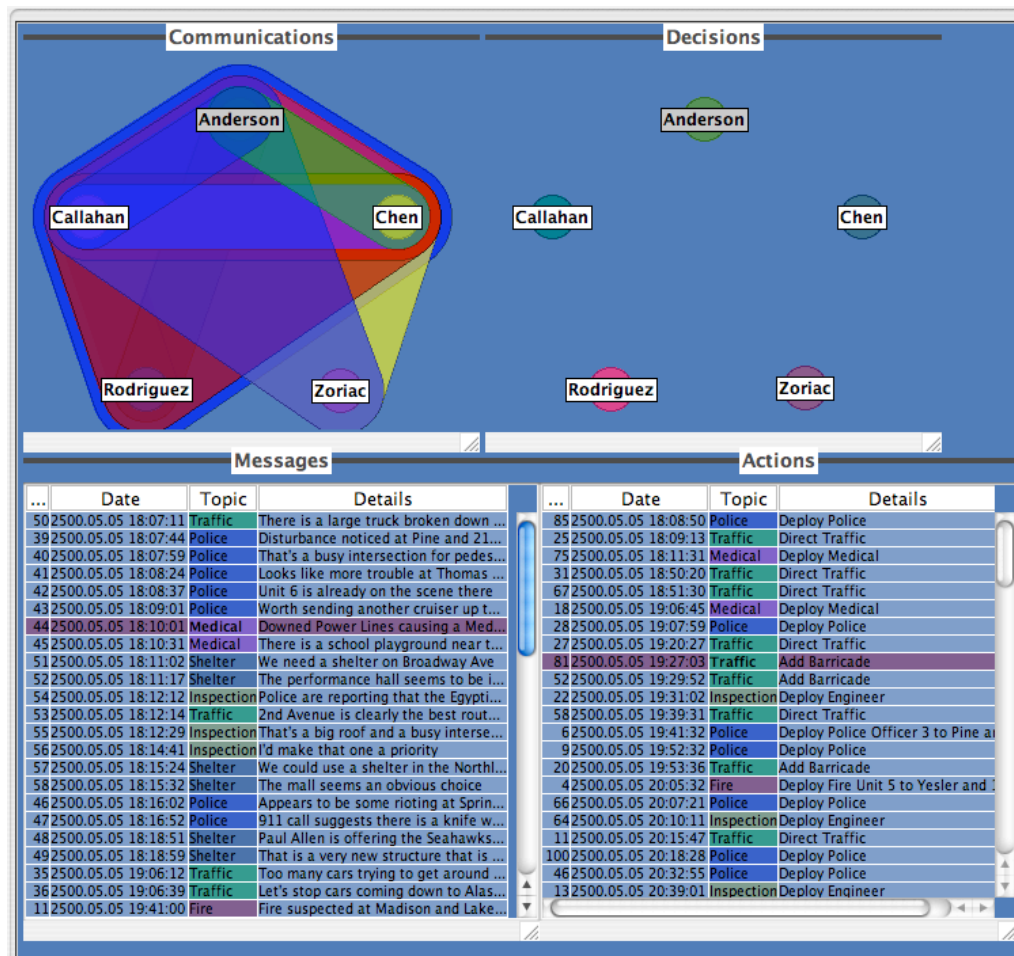 Communications
Decisions
Anderson
Anderson
Callahan
Chen
Callahan
Chen
Rodriguez
Zoriac
Rodriguez
Zoriac
Messages
Actions
... Date Topic Details
50 2500.05.05 18:07:11 Traffic There is a large truck broken down ...
39 2500.05.05 18:07:44 Police Disturbance noticed at Pine and 21...
40 2500.05.05 18:07:59 Police That's a busy intersection for pedes...
41 2500.05.05 18:08:24 Police Looks like more trouble at Thomas ...
42 2500.05.05 18:08:37 Police Unit 6 is already on the scene there
43 2500.05.05 18:09:01 Police Worth sending another cruiser up t...
44 2500.05.05 18:10:01 Medical Downed Power Lines causing a Med...
45 2500.05.05 18:10:31 Medical There is a school playground near t...
51 2500.05.05 18:11:02 Shelter We need a shelter on Broadway Ave
52 2500.05.05 18:11:17 Shelter The performance hall seems to be i...
54 2500.05.05 18:12:12 Inspection Police are reporting that the Egypti...
53 2500.05.05 18:12:14 Traffic 2nd Avenue is clearly the best rout...
55 2500.05.05 18:12:29 Inspection That's a big roof and a busy interse...
56 2500.05.05 18:14:41 Inspection I'd make that one a priority
57 2500.05.05 18:15:24 Shelter We could use a shelter in the Northl...
58 2500.05.05 18:15:32 Shelter The mall seems an obvious choice
46 2500.05.05 18:16:02 Police Appears to be some rioting at Sprin...
47 2500.05.05 18:16:52 Police 911 call suggests there is a knife w...
48 2500.05.05 18:18:51 Shelter Paul Allen is offering the Seahawks...
49 2500.05.05 18:18:59 Shelter That is a very new structure that is ...
35 2500.05.05 19:06:12 Traffic Too many cars trying to get around ...
36 2500.05.05 19:06:39 Traffic Let's stop cars coming down to Alas...
11 2500.05.05 19:41:00 Fire Fire suspected at Madison and Lake...
... Date Topic Details
85 2500.05.05 18:08:50 Police Deploy Police
25 2500.05.05 18:09:13 Traffic Direct Traffic
75 2500.05.05 18:11:31 Medical Deploy Medical
31 2500.05.05 18:50:20 Traffic Direct Traffic
67 2500.05.05 18:51:30 Traffic Direct Traffic
18 2500.05.05 19:06:45 Medical Deploy Medical
28 2500.05.05 19:07:59 Police Deploy Police
27 2500.05.05 19:20:27 Traffic Direct Traffic
81 2500.05.05 19:27:03 Traffic Add Barricade
52 2500.05.05 19:29:52 Traffic Add Barricade
22 2500.05.05 19:31:02 Inspection Deploy Engineer
58 2500.05.05 19:39:31 Traffic Direct Traffic
6 2500.05.05 19:41:32 Police Deploy Police Officer 3 to Pine a
9 2500.05.05 19:52:32 Police Deploy Police
20 2500.05.05 19:53:36 Traffic Add Barricade
4 2500.05.05 20:05:32 Fire Deploy Fire Unit 5 to Yesler and
66 2500.05.05 20:07:21 Police Deploy Police
64 2500.05.05 20:10:11 Inspection Deploy Engineer
11 2500.05.05 20:15:47 Traffic Direct Traffic
100 2500.05.05 20:18:28 Police Deploy Police
46 2500.05.05 20:32:55 Police Deploy Police
13 2500.05.05 20:39:01 Inspection Deploy Engineer